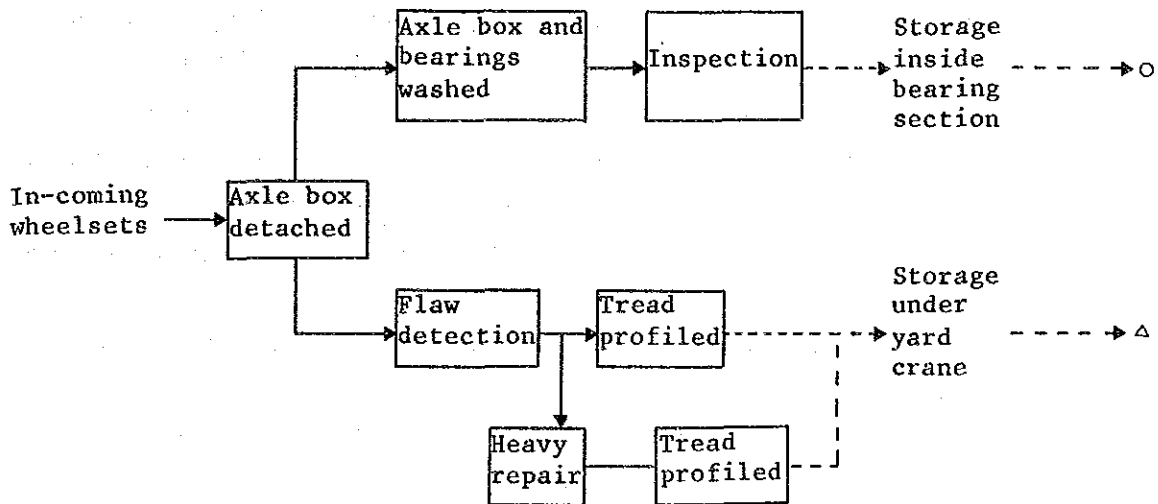 Axle box and
bearings
washed
Inspection
Storage
inside
bearing
section
In-coming
wheelsets
Axle box
detached
Flaw
detection
Tread
profiled
Storage
under
yard
crane
Heavy
repair
Tread
profiled